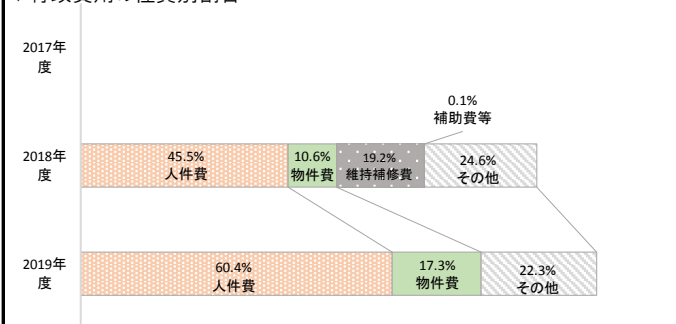 2017年
度
0.1%
補助費等
2018年
度
45.5%
人件費
10.6%
物件費
19.2%
維持補修費
24.6%
その他
2019年
度
60.4%
人件費
17.3%
物件費
22.3%
その他